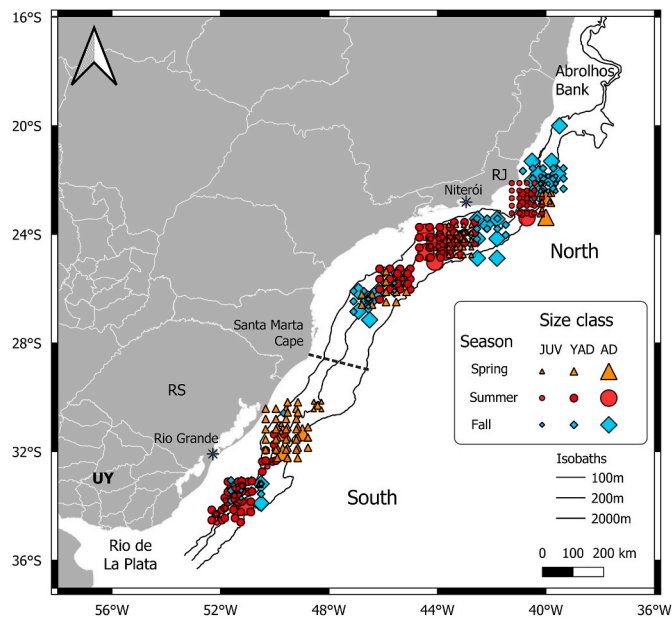 16°S
Abrolhos
Bank
20°S
RJ
Niterói
24°S
North
Santa Marta
Cape
28°S
Size class
Season
JUV YAD AD
Spring
Summer
Fall
RS
Rio Grande
32°S
UY
South
Isobaths
100m
200m
2000m
Rio de
La Plata
0 100 200 km
36°S
56°W 52°W 48°W 44°W 40°W 36°W